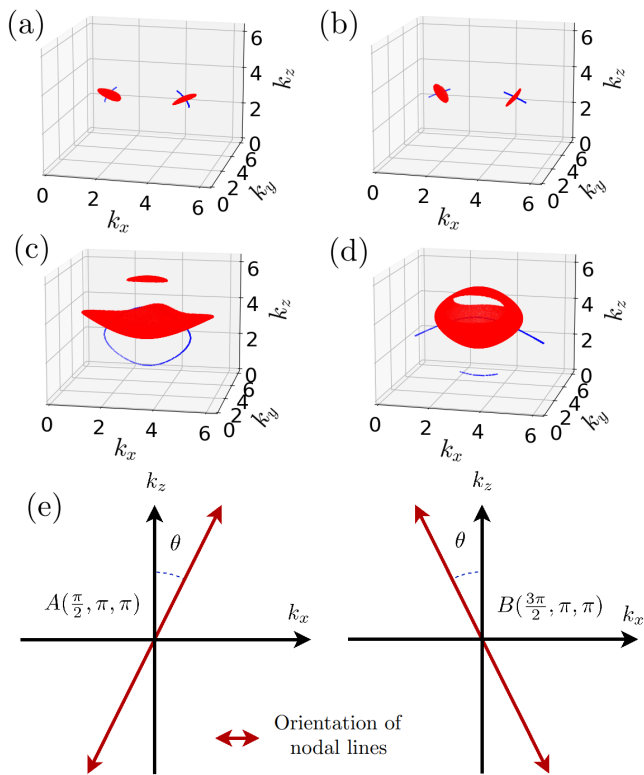 (a)
6
4
2
0
k_z
0
2
4
6
k_x
0 2 4 6
k_y
(b)
6
4
2
0
k_z
0
2
4
6
k_x
0 2 4 6
k_y
(c)
6
4
2
0
k_z
0
2
4
6
k_x
0 2 4 6
k_y
(d)
6
4
2
0
k_z
0
2
4
6
k_x
0 2 4 6
k_y
(e)
k_z
θ
A(π/2, π, π)
k_x
k_z
θ
B(3π/2, π, π)
k_x
Orientation of
nodal lines